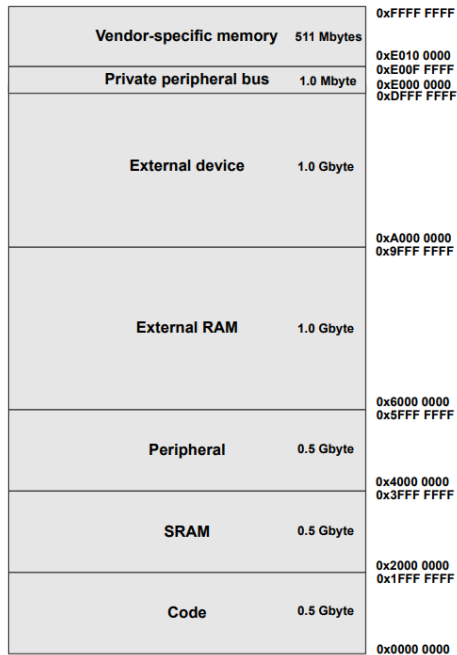 0xFFFF FFFF
Vendor-specific memory 511 Mbytes
0xE010 0000
0xE00F FFFF
Private peripheral bus 1.0 Mbyte
0xE000 0000
0xDFFF FFFF
External device 1.0 Gbyte
0xA000 0000
0x9FFF FFFF
External RAM 1.0 Gbyte
0x6000 0000
0x5FFF FFFF
Peripheral 0.5 Gbyte
0x4000 0000
0x3FFF FFFF
SRAM 0.5 Gbyte
0x2000 0000
0x1FFF FFFF
Code 0.5 Gbyte
0x0000 0000